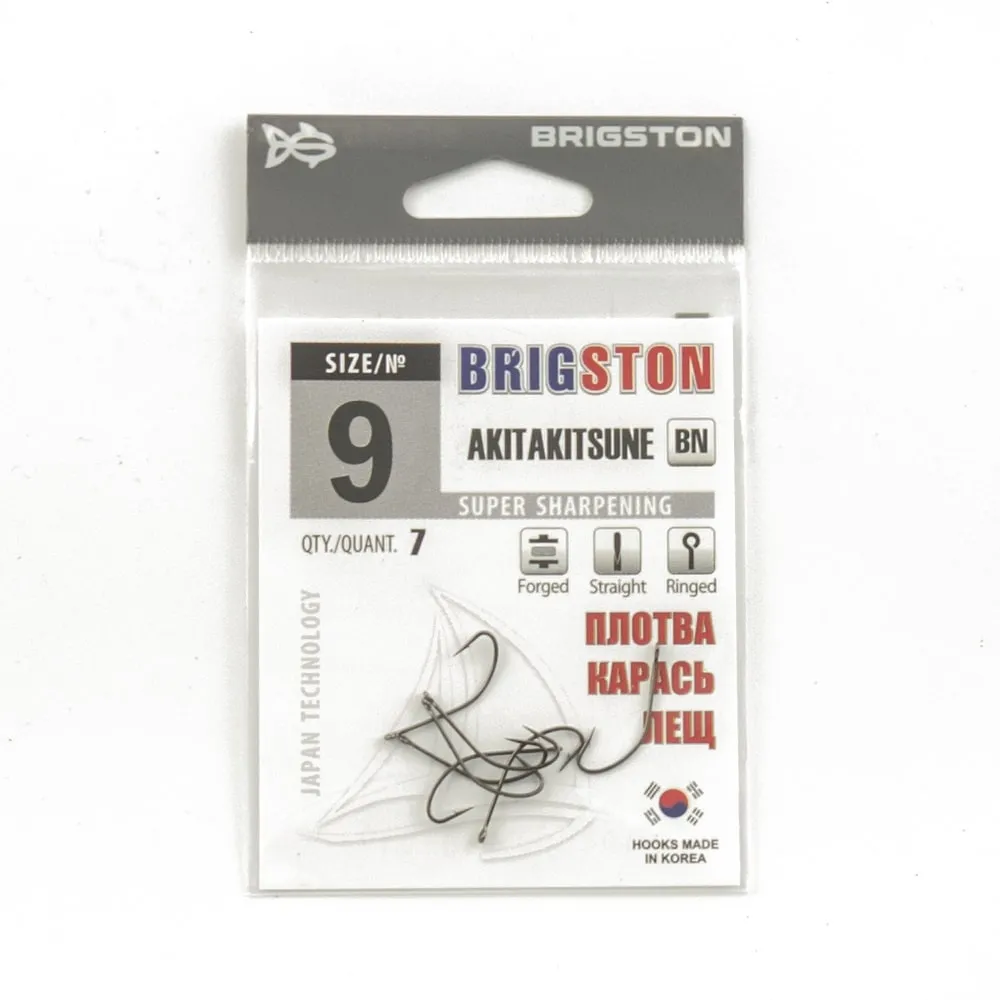 BRIGSTON
SIZE/№
9
BRIGSTON
AKITAKITSUNE BN
SUPER SHARPENING
QTY./QUANT. 7
Forged Straight Ringed
JAPAN TECHNOLOGY
ПЛОТВА
КАРАСЬ
ЛЕЩ
HOOKS MADE
IN KOREA